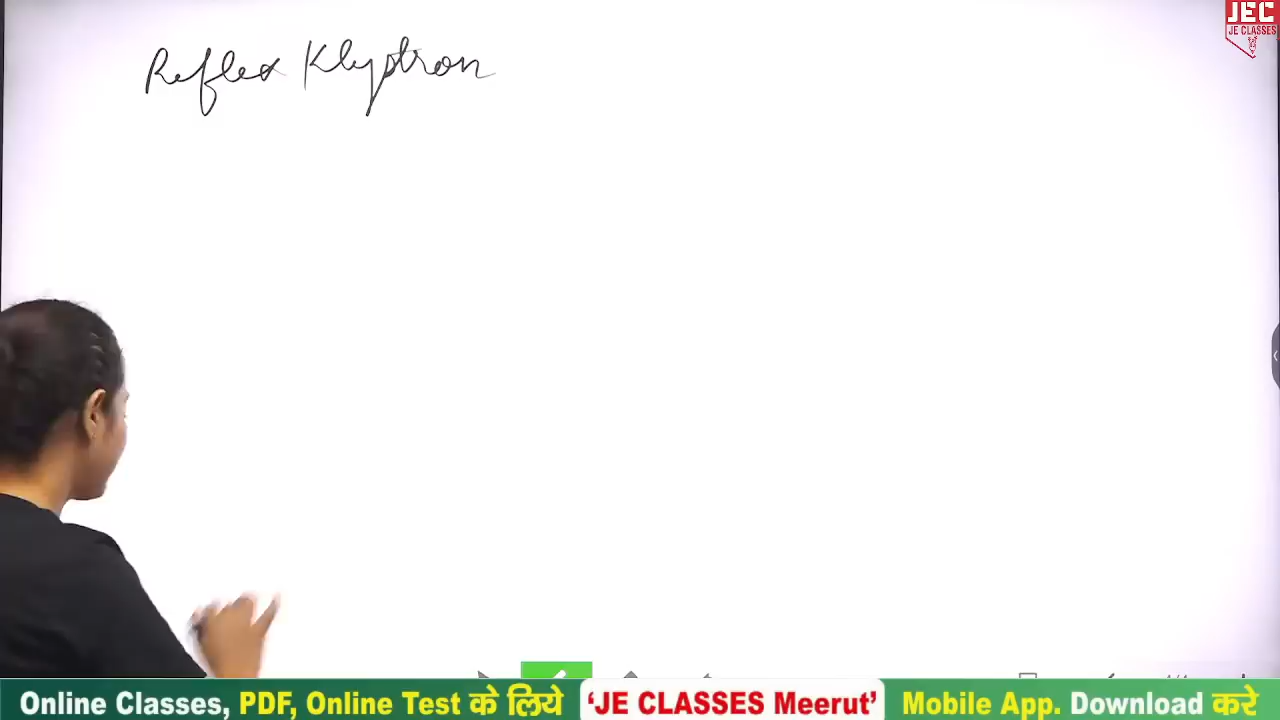 JEC
JE CLASSES
Reflex Klystron
Online Classes, PDF, Online Test के लिये 'JE CLASSES Meerut' Mobile App. Download करे